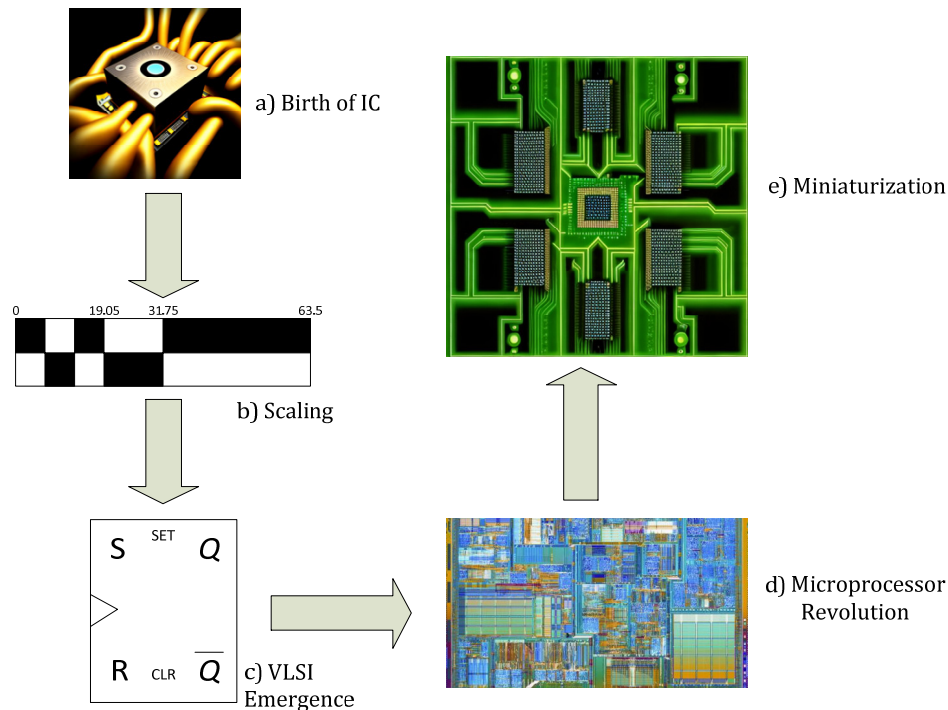 a) Birth of IC
0 19.05 31.75 63.5
b) Scaling
S SET Q
R CLR Q̅
c) VLSI
Emergence
d) Microprocessor
Revolution
e) Miniaturization